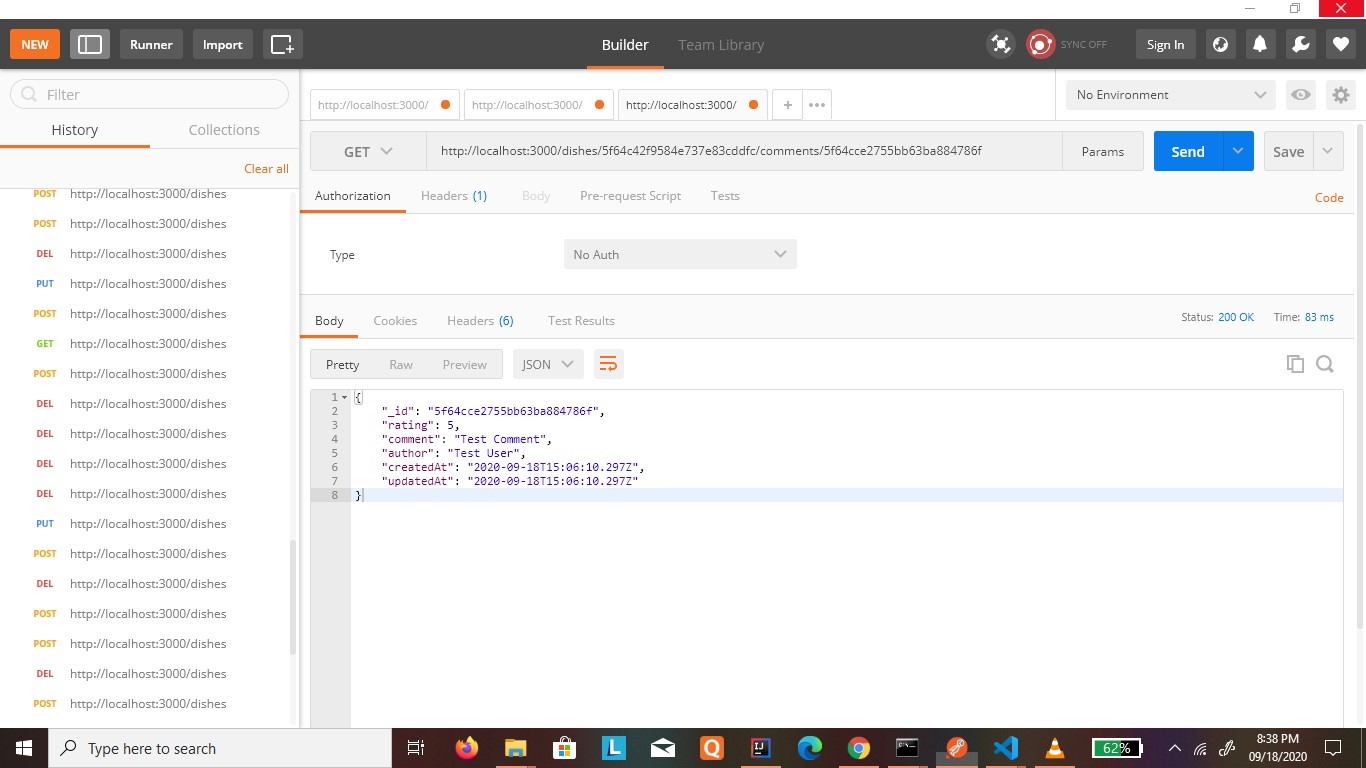 NEW
Runner
Import
Builder
Team Library
SYNC OFF
Sign In
Filter
History
Collections
Clear all
POST http://localhost:3000/dishes
POST http://localhost:3000/dishes
DEL http://localhost:3000/dishes
PUT http://localhost:3000/dishes
POST http://localhost:3000/dishes
GET http://localhost:3000/dishes
POST http://localhost:3000/dishes
DEL http://localhost:3000/dishes
DEL http://localhost:3000/dishes
DEL http://localhost:3000/dishes
DEL http://localhost:3000/dishes
PUT http://localhost:3000/dishes
POST http://localhost:3000/dishes
DEL http://localhost:3000/dishes
POST http://localhost:3000/dishes
POST http://localhost:3000/dishes
DEL http://localhost:3000/dishes
POST http://localhost:3000/dishes
http://localhost:3000/
http://localhost:3000/
http://localhost:3000/
No Environment
GET
http://localhost:3000/dishes/5f64c42f9584e737e83cddfc/comments/5f64cce2755bb63ba884786f
Params
Send
Save
Authorization
Headers (1)
Body
Pre-request Script
Tests
Code
Type
No Auth
Body
Cookies
Headers (6)
Test Results
Status: 200 OK
Time: 83 ms
Pretty
Raw
Preview
JSON
1 {
2 "_id": "5f64cce2755bb63ba884786f",
3 "rating": 5,
4 "comment": "Test Comment",
5 "author": "Test User",
6 "createdAt": "2020-09-18T15:06:10.297Z",
7 "updatedAt": "2020-09-18T15:06:10.297Z"
8 }
Type here to search
62%
8:38 PM
09/18/2020